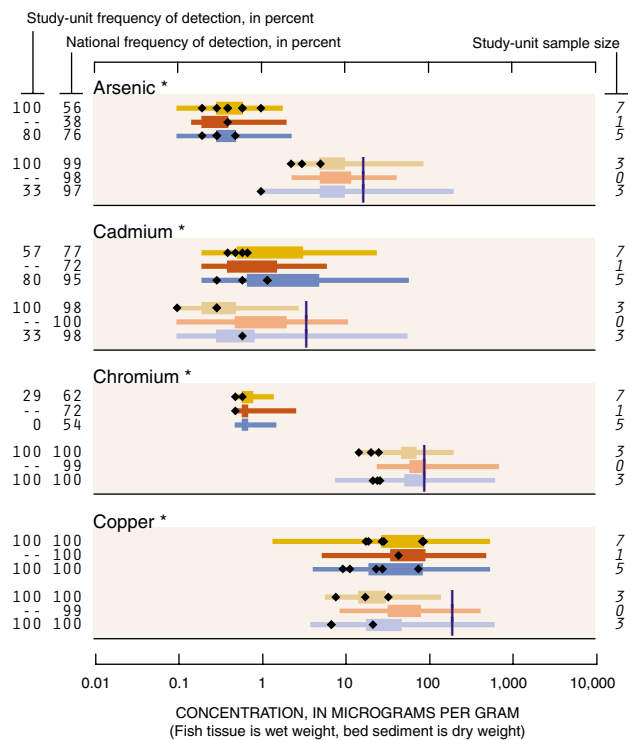 Study-unit frequency of detection, in percent
National frequency of detection, in percent
Study-unit sample size
Arsenic *
100 56 7
-- 38 1
80 76 5
100 99 3
-- 98 0
33 97 3
Cadmium *
57 77 7
-- 72 1
80 95 5
100 98 3
-- 100 0
33 98 3
Chromium *
29 62 7
-- 72 1
0 54 5
100 100 3
-- 99 0
100 100 3
Copper *
100 100 7
-- 100 1
100 100 5
100 100 3
-- 99 0
100 100 3
0.01 0.1 1 10 100 1,000 10,000
CONCENTRATION, IN MICROGRAMS PER GRAM
(Fish tissue is wet weight, bed sediment is dry weight)